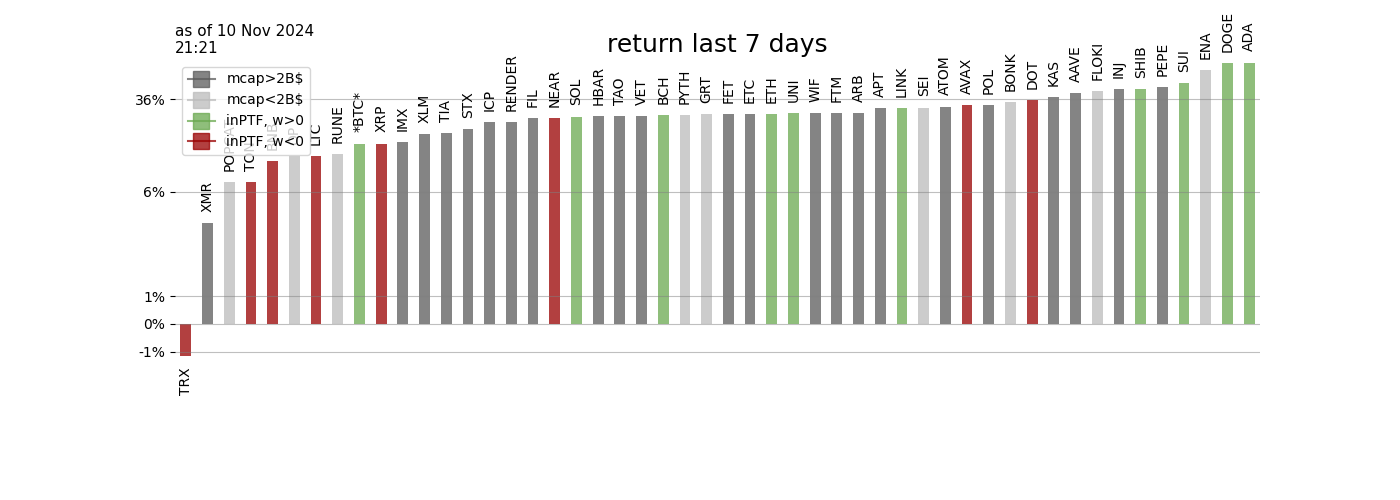 as of 10 Nov 2024
21:21
return last 7 days
mcap>2B$
mcap<2B$
inPTF, w>0
inPTF, w<0
36%
6%
1%
0%
-1%
TRX
XMR
LTC
RUNE
*BTC*
XRP
IMX
XLM
TIA
STX
ICP
RENDER
FIL
NEAR
SOL
HBAR
TAO
VET
BCH
PYTH
GRT
FET
ETC
ETH
UNI
WIF
FTM
ARB
APT
LINK
SEI
ATOM
AVAX
POL
BONK
DOT
KAS
AAVE
FLOKI
INJ
SHIB
PEPE
SUI
ENA
DOGE
ADA